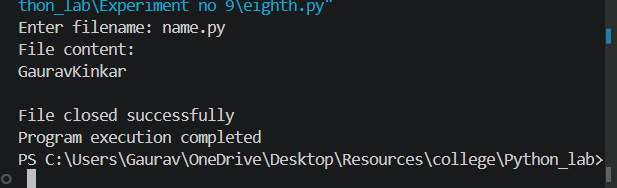 thon_lab\Experiment no 9\eighth.py"
Enter filename: name.py
File content:
GauravKinkar
File closed successfully
Program execution completed
PS C:\Users\Gaurav\OneDrive\Desktop\Resources\college\Python_lab>